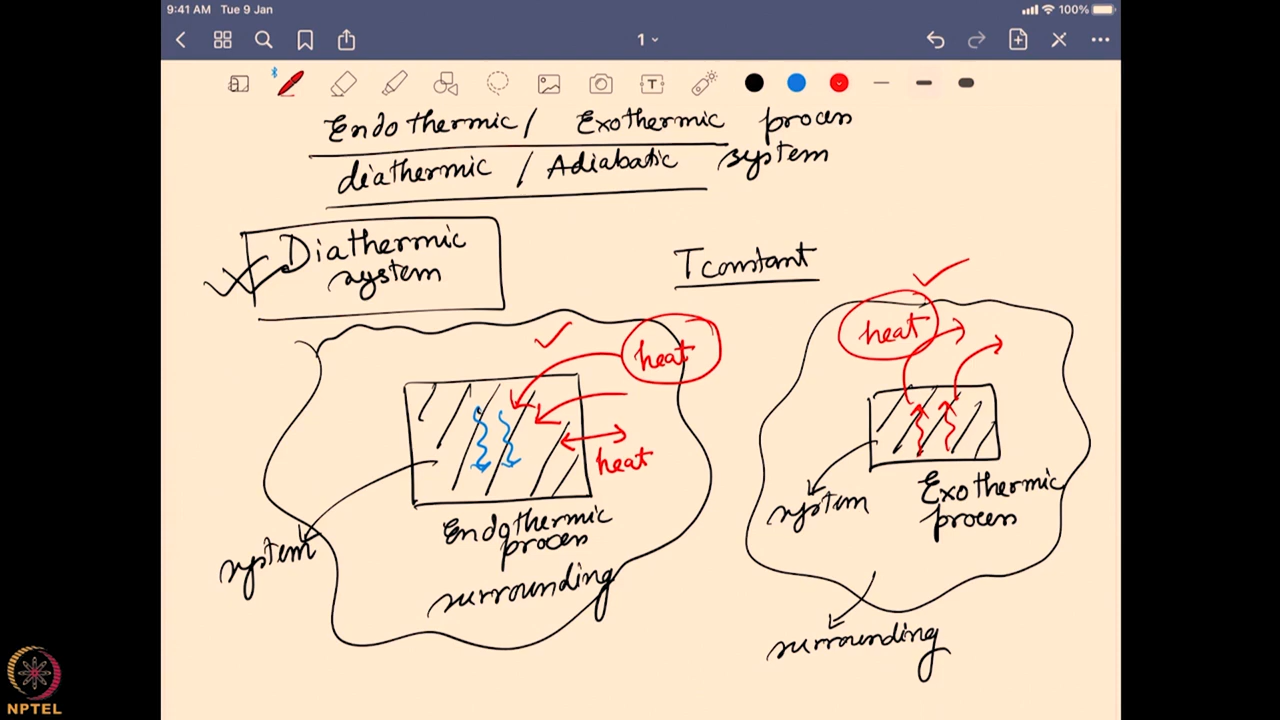 9:41 AM Tue 9 Jan 100%
1
T
Endothermic / Exothermic process
diathermic / Adiabatic system
Diathermic
system
T constant
heat
heat
heat
heat
Endothermic
process
system
surrounding
system
Exothermic
process
surrounding
NPTEL